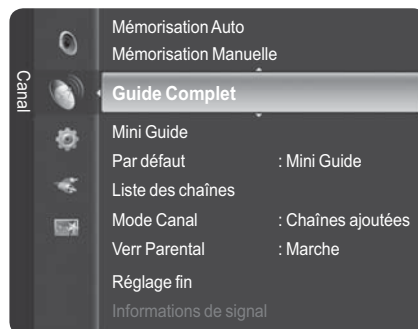 Canal
Mémorisation Auto
Mémorisation Manuelle
Guide Complet
Mini Guide
Par défaut : Mini Guide
Liste des chaînes
Mode Canal : Chaînes ajoutées
Verr Parental : Marche
Réglage fin
Informations de signal